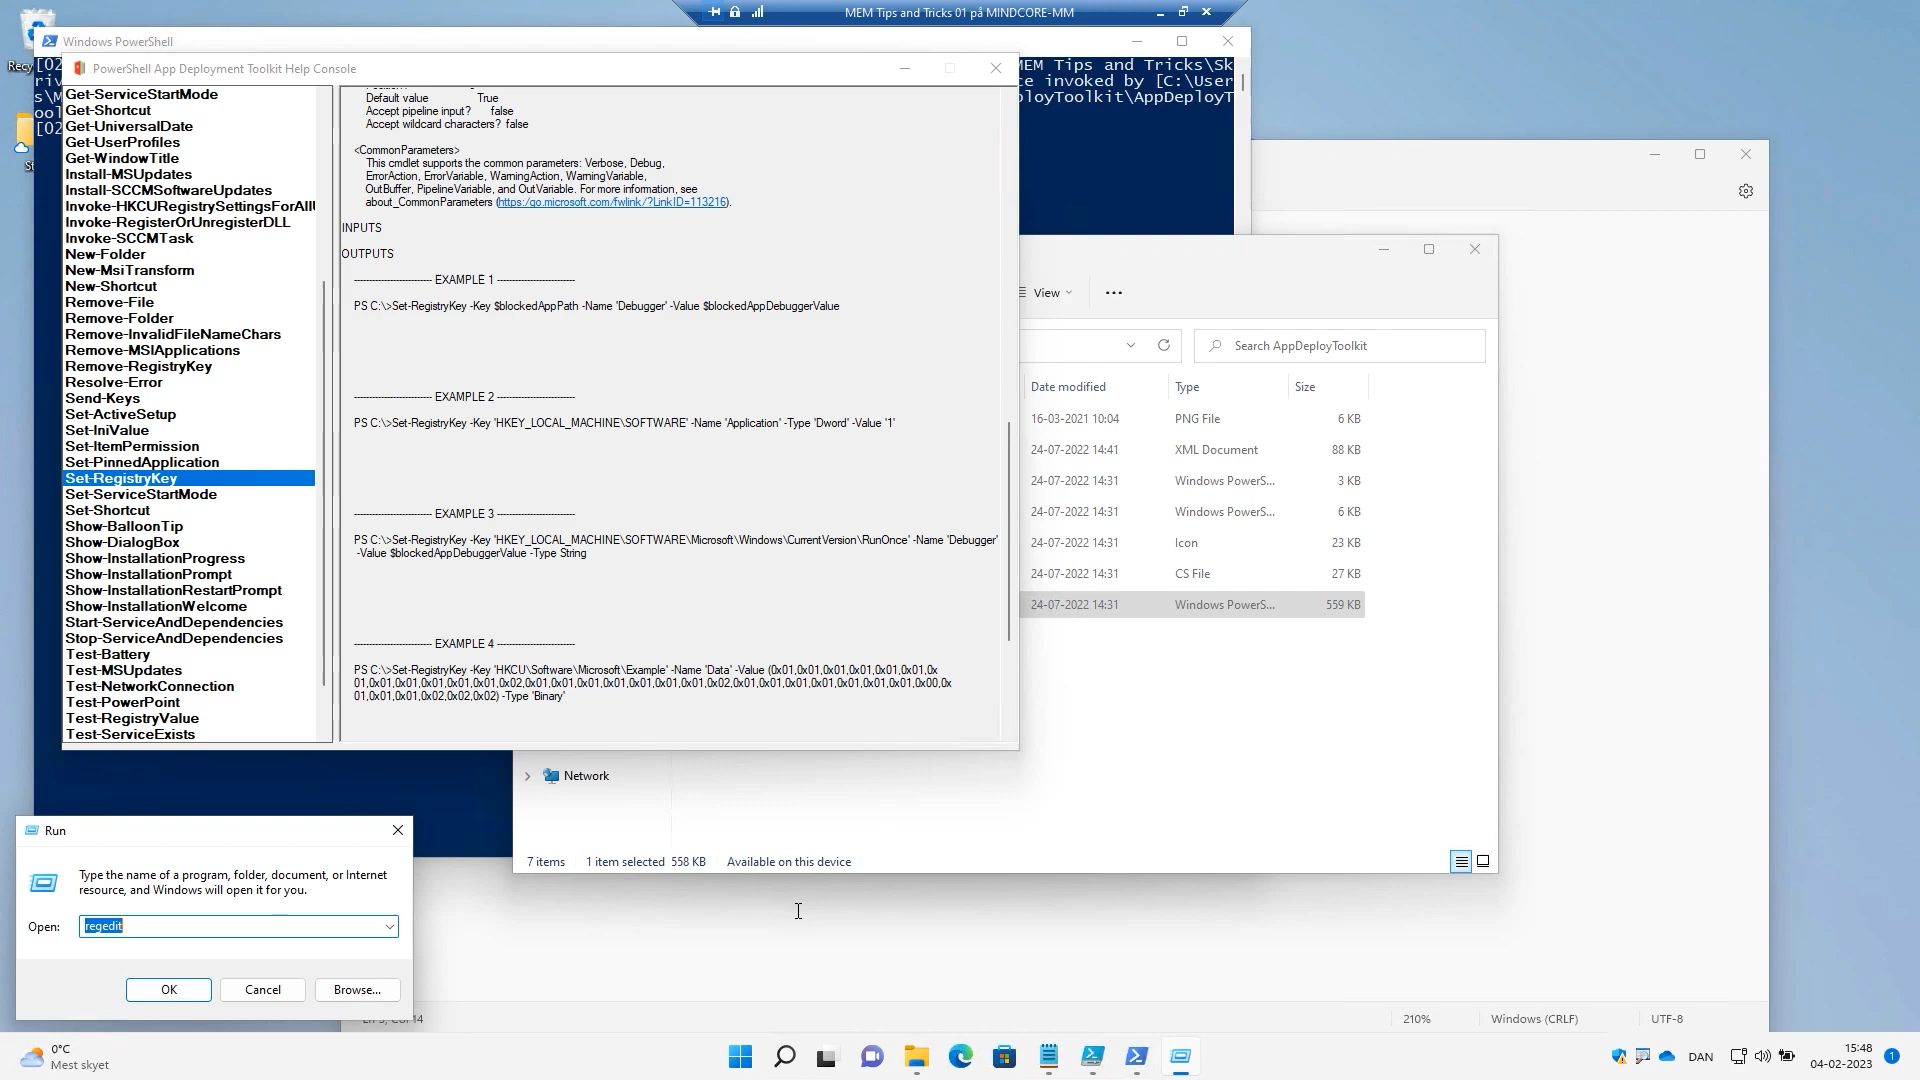 MEM Tips and Tricks 01 på MINDCORE-MM
Windows PowerShell
MEM Tips and Tricks\Sk
ce invoked by [C:\User
ployToolkit\AppDeployT
PowerShell App Deployment Toolkit Help Console
Get-ServiceStartMode
Get-Shortcut
Get-UniversalDate
Get-UserProfiles
Get-WindowTitle
Install-MSUpdates
Install-SCCMSoftwareUpdates
Invoke-HKCURegistrySettingsForAllU
Invoke-RegisterOrUnregisterDLL
Invoke-SCCMTask
New-Folder
New-MsiTransform
New-Shortcut
Remove-File
Remove-Folder
Remove-InvalidFileNameChars
Remove-MSIApplications
Remove-RegistryKey
Resolve-Error
Send-Keys
Set-ActiveSetup
Set-IniValue
Set-ItemPermission
Set-PinnedApplication
Set-RegistryKey
Set-ServiceStartMode
Set-Shortcut
Show-BalloonTip
Show-DialogBox
Show-InstallationProgress
Show-InstallationPrompt
Show-InstallationRestartPrompt
Show-InstallationWelcome
Start-ServiceAndDependencies
Stop-ServiceAndDependencies
Test-Battery
Test-MSUpdates
Test-NetworkConnection
Test-PowerPoint
Test-RegistryValue
Test-ServiceExists
Default value True
Accept pipeline input? false
Accept wildcard characters? false
<CommonParameters>
This cmdlet supports the common parameters: Verbose, Debug,
ErrorAction, ErrorVariable, WarningAction, WarningVariable,
OutBuffer, PipelineVariable, and OutVariable. For more information, see
about_CommonParameters (https:/go.microsoft.com/fwlink/?LinkID=113216).
INPUTS
OUTPUTS
-------------------------- EXAMPLE 1 --------------------------
PS C:\>Set-RegistryKey -Key $blockedAppPath -Name 'Debugger' -Value $blockedAppDebuggerValue
-------------------------- EXAMPLE 2 --------------------------
PS C:\>Set-RegistryKey -Key 'HKEY_LOCAL_MACHINE\SOFTWARE' -Name 'Application' -Type 'Dword' -Value '1'
-------------------------- EXAMPLE 3 --------------------------
PS C:\>Set-RegistryKey -Key 'HKEY_LOCAL_MACHINE\SOFTWARE\Microsoft\Windows\CurrentVersion\RunOnce' -Name 'Debugger'
-Value $blockedAppDebuggerValue -Type String
-------------------------- EXAMPLE 4 --------------------------
PS C:\>Set-RegistryKey -Key 'HKCU\Software\Microsoft\Example' -Name 'Data' -Value (0x01,0x01,0x01,0x01,0x01,0x01,0x
01,0x01,0x01,0x01,0x01,0x02,0x01,0x01,0x01,0x01,0x01,0x01,0x02,0x01,0x01,0x01,0x01,0x01,0x01,0x01,0x00,0x
01,0x01,0x01,0x02,0x02,0x02) -Type 'Binary'
View
Search AppDeployToolkit
Date modified Type Size
16-03-2021 10:04 PNG File 6 KB
24-07-2022 14:41 XML Document 88 KB
24-07-2022 14:31 Windows PowerS... 3 KB
24-07-2022 14:31 Windows PowerS... 6 KB
24-07-2022 14:31 Icon 23 KB
24-07-2022 14:31 CS File 27 KB
24-07-2022 14:31 Windows PowerS... 559 KB
Network
7 items 1 item selected 558 KB Available on this device
Run
Type the name of a program, folder, document, or Internet
resource, and Windows will open it for you.
Open: regedit
OK Cancel Browse...
210% Windows (CRLF) UTF-8
0°C
Mest skyet
DAN
15:48
04-02-2023
1